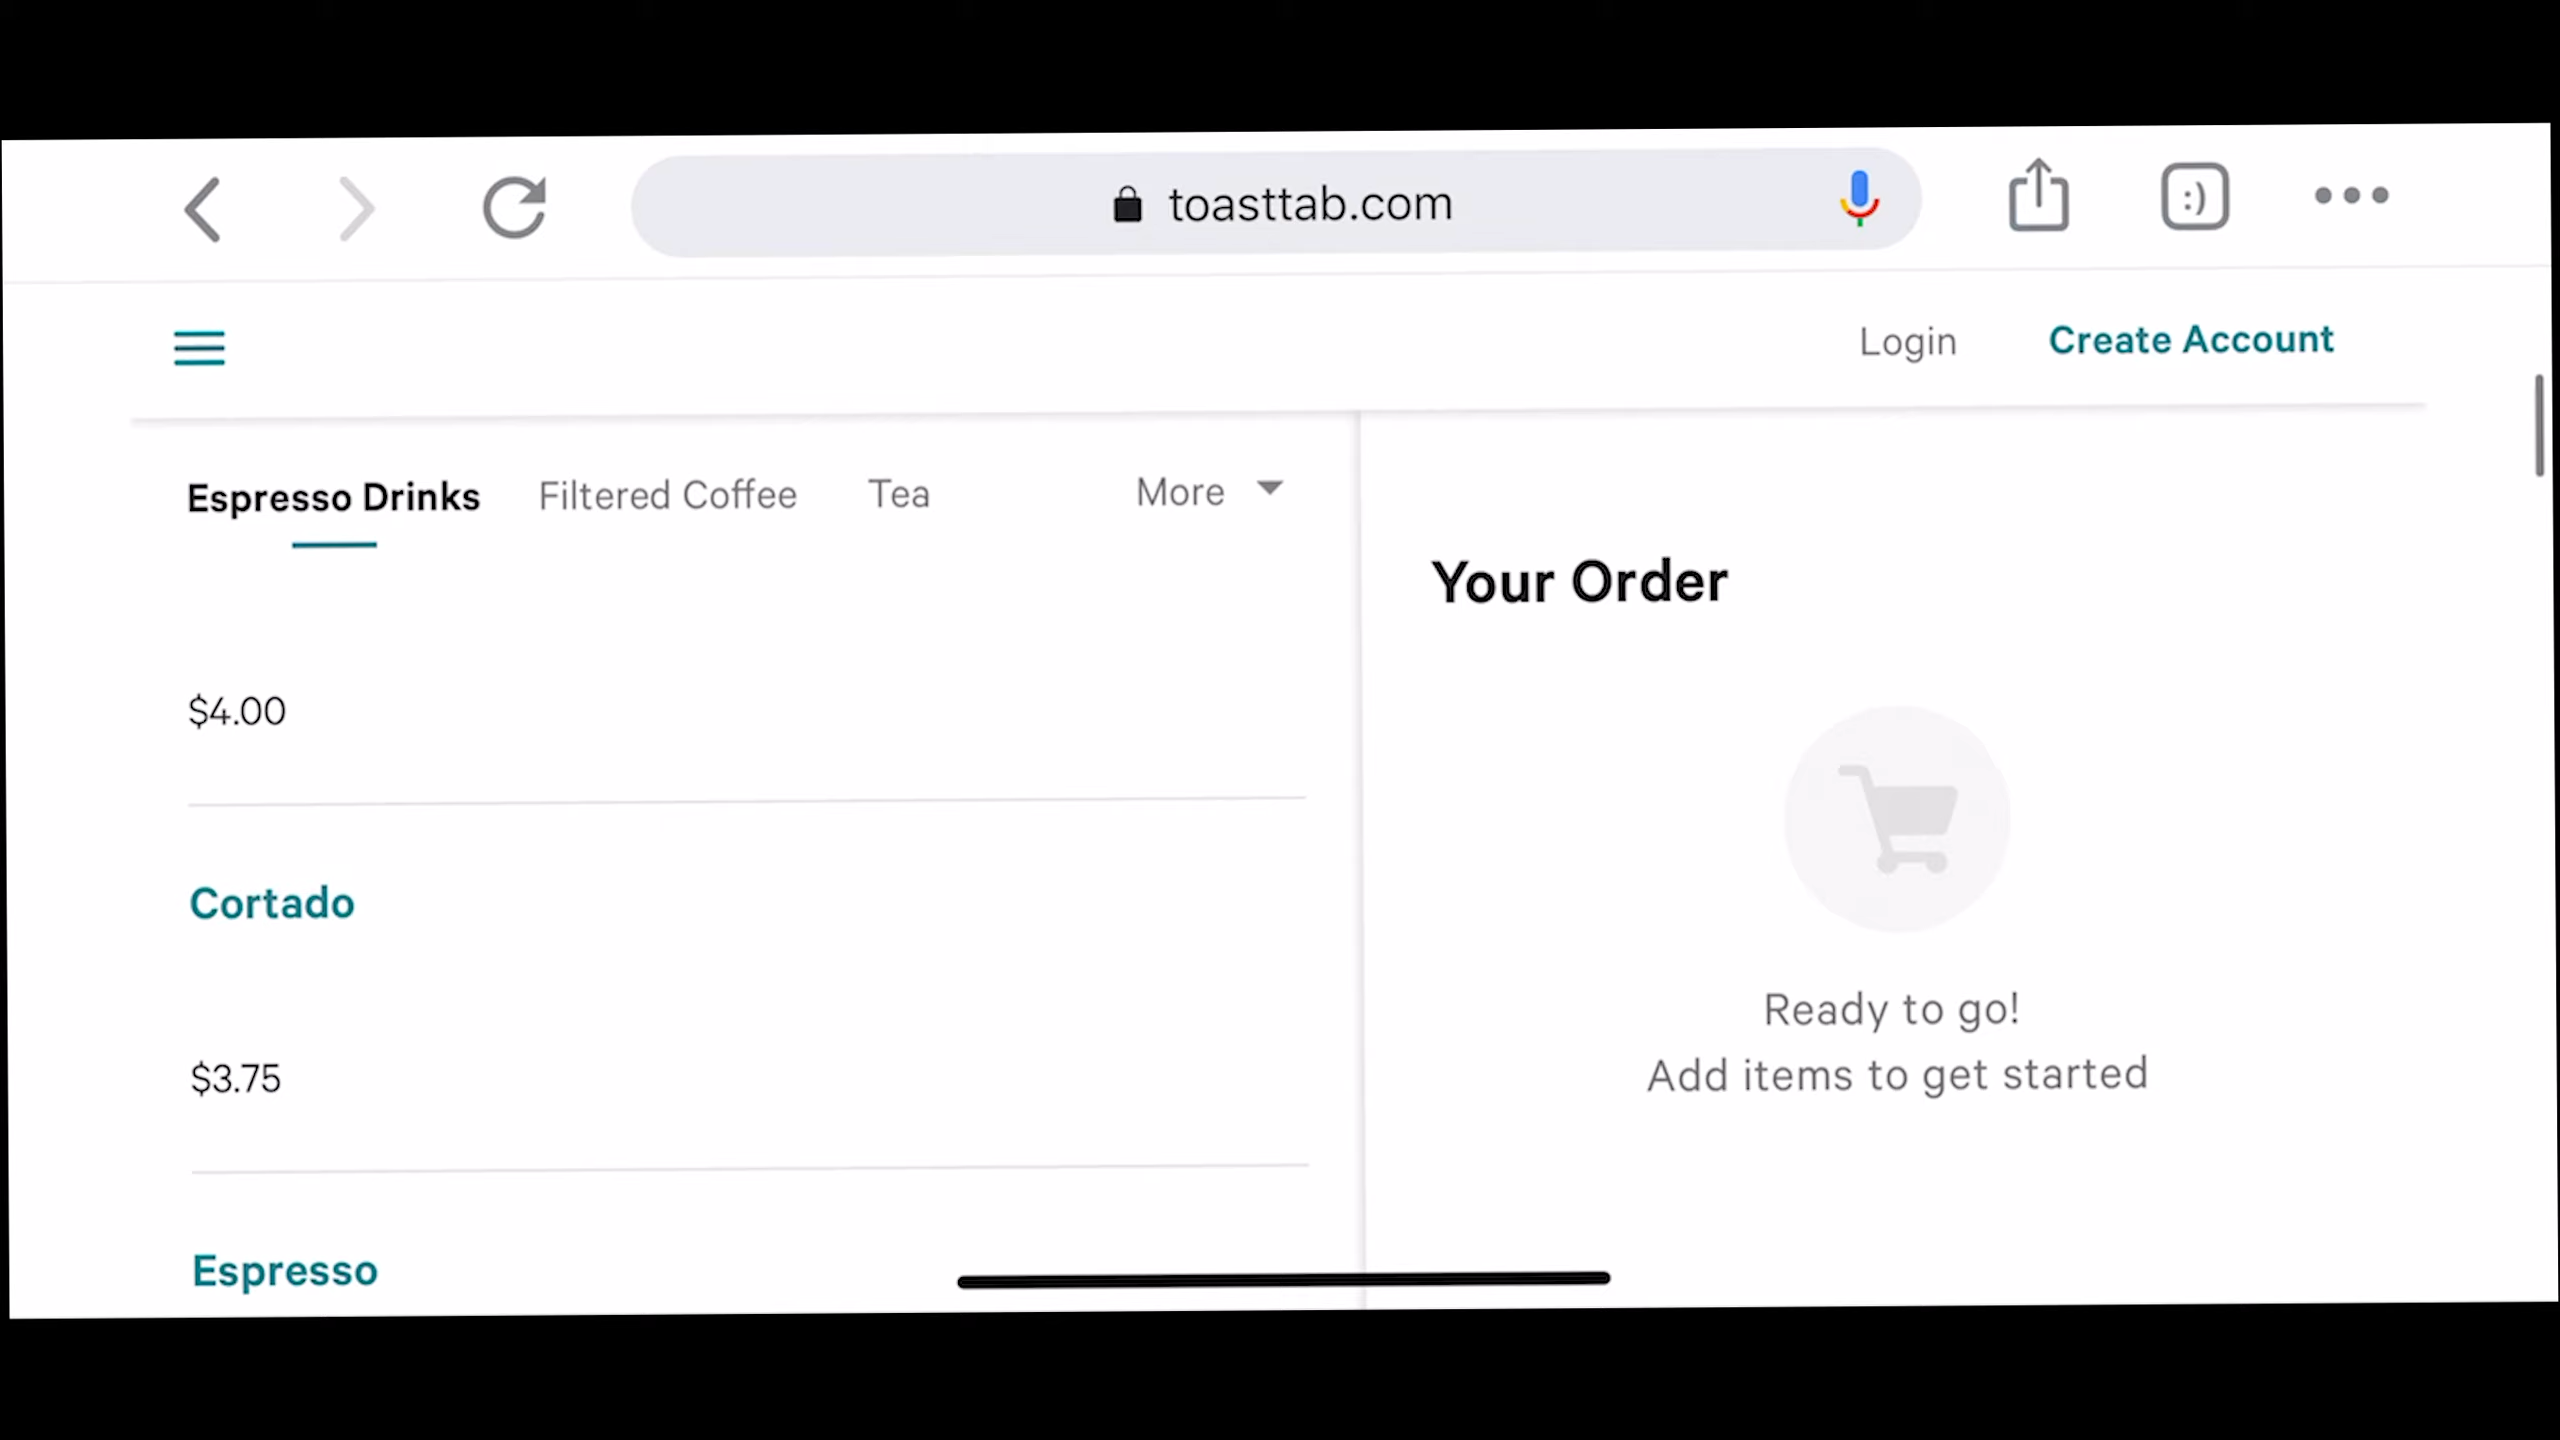 toasttab.com
:)
Login
Create Account
Espresso Drinks
Filtered Coffee
Tea
More
Your Order
$4.00
Cortado
$3.75
Espresso
Ready to go!
Add items to get started